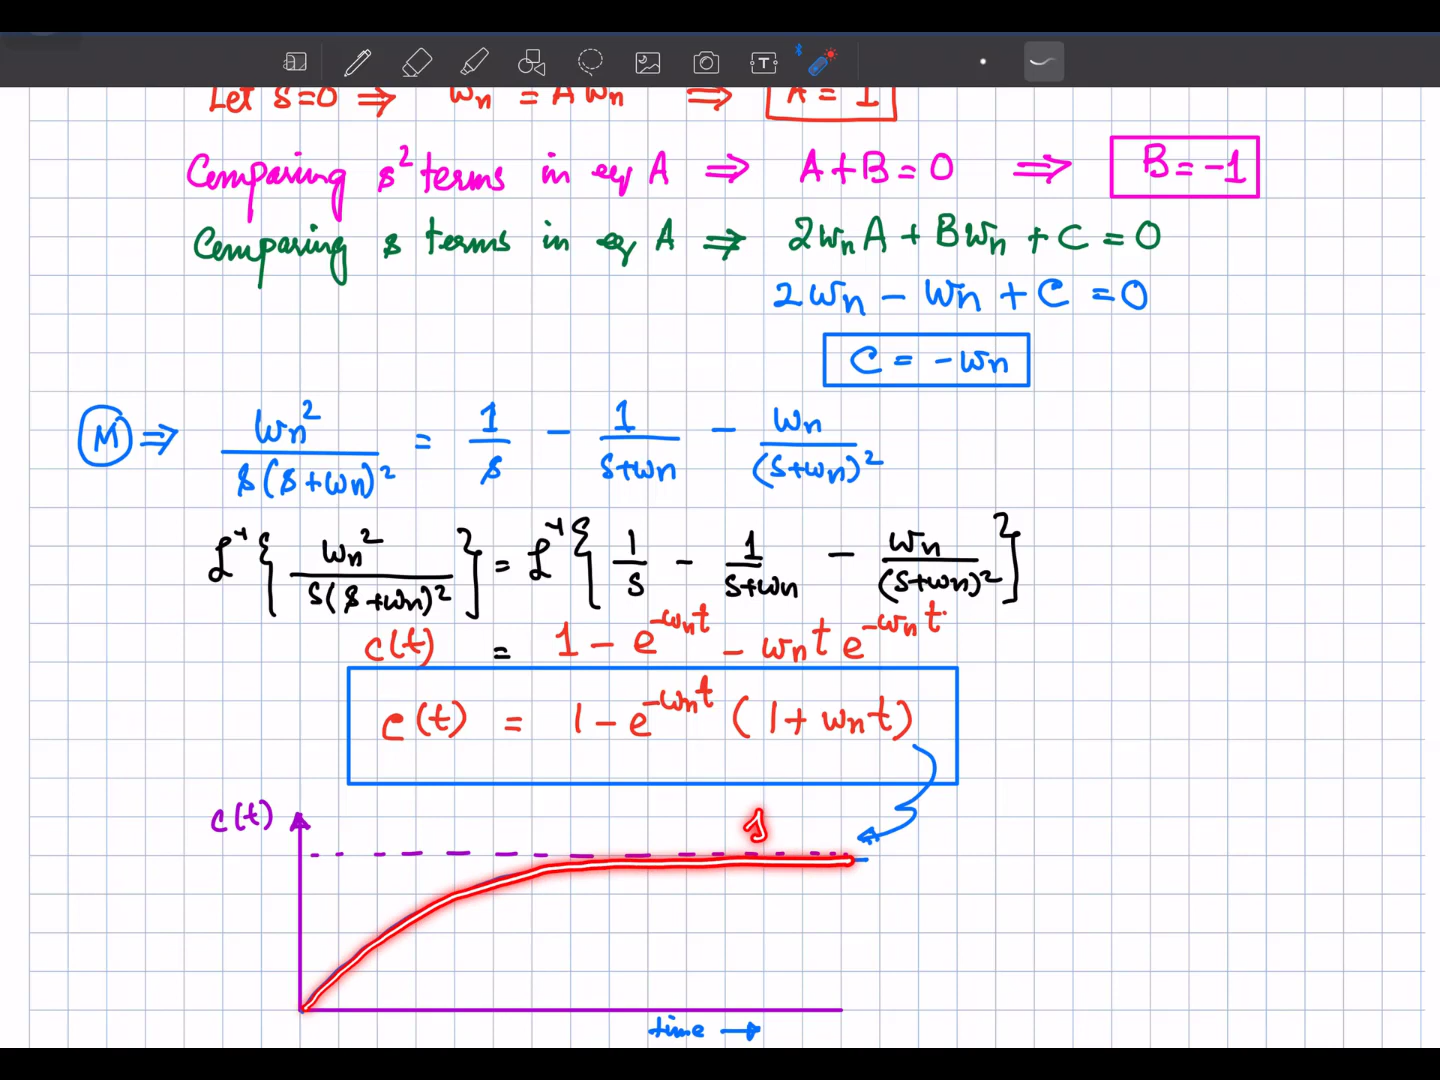 Let s=0 ⇒ ωn = A ωn ⇒ A = 1
Comparing s² terms in eq A ⇒ A+B=0 ⇒ B=-1
Comparing s terms in eq A ⇒ 2ωnA + Bωn + C = 0
2ωn - ωn + C = 0
C = -ωn
M ⇒ ωn²/s(s+ωn)² = 1/s - 1/s+ωn - ωn/(s+ωn)²
ℒ⁻¹{ωn²/s(s+ωn)²} = ℒ⁻¹{1/s - 1/s+ωn - ωn/(s+ωn)²}
c(t) = 1 - e^-ωnt - ωn t e^-ωnt
c(t) = 1 - e^-ωnt (1 + ωnt)
c(t)
1
time →